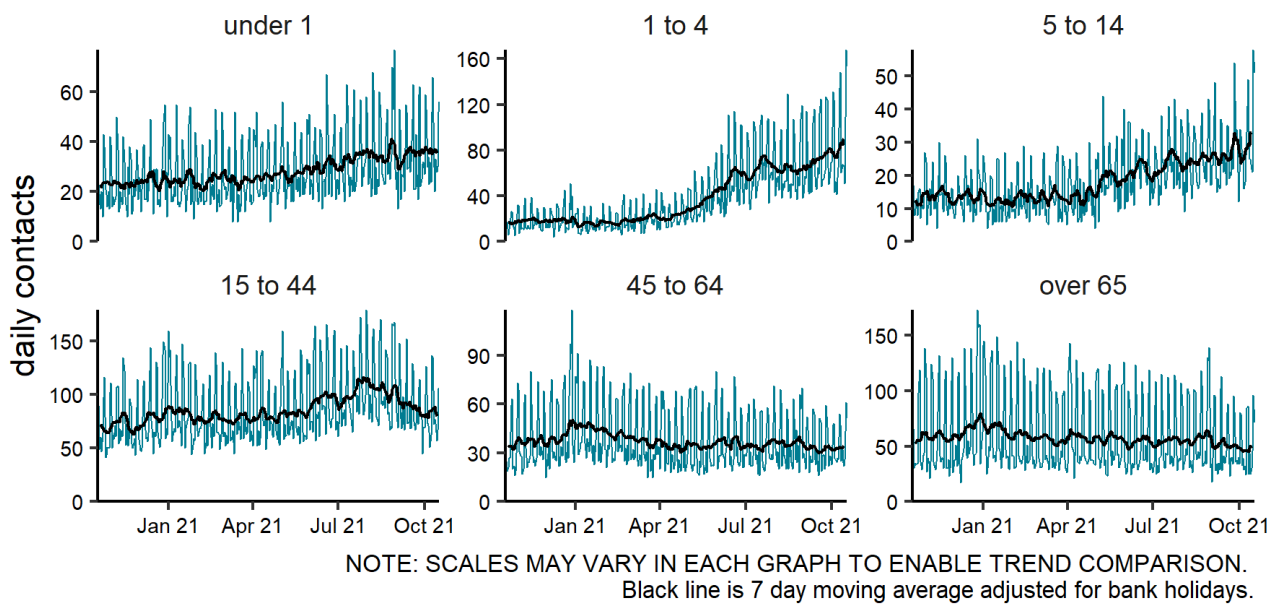 under 1
1 to 4
5 to 14
60
40
20
0
160
120
80
40
0
50
40
30
20
10
0
daily contacts
15 to 44
45 to 64
over 65
150
100
50
0
90
60
30
0
150
100
50
0
Jan 21 Apr 21 Jul 21 Oct 21
Jan 21 Apr 21 Jul 21 Oct 21
Jan 21 Apr 21 Jul 21 Oct 21
NOTE: SCALES MAY VARY IN EACH GRAPH TO ENABLE TREND COMPARISON.
Black line is 7 day moving average adjusted for bank holidays.